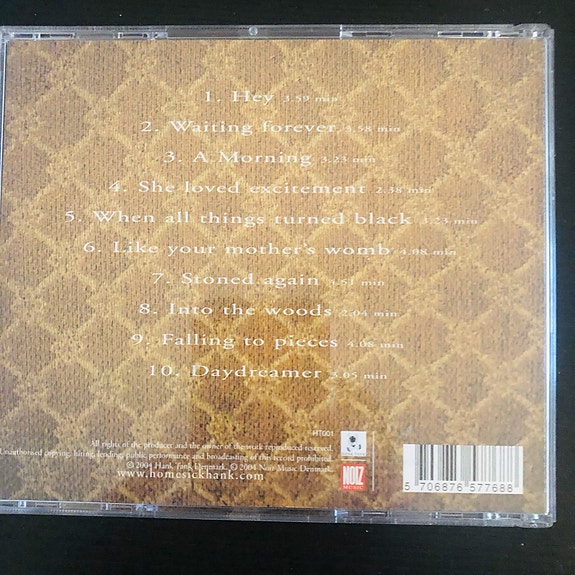 1. Hey 3.59 min
2. Waiting forever 3.58 min
3. A Morning 3.23 min
4. She loved excitement 2.38 min
5. When all things turned black 3.23 min
6. Like your mother's womb 4.08 min
7. Stoned again 3.51 min
8. Into the woods 2.04 min
9. Falling to pieces 4.08 min
10. Daydreamer 3.05 min
HT001
All rights of the producer and the owner of the work reproduced reserved.
Unauthorised copying, hiring, lending, public performance and broadcasting of this record prohibited.
℗ 2004 Hard Tank Denmark. © 2004 Noiz Music Denmark.
www.homesickhank.com
NOIZ
5 706876 577688